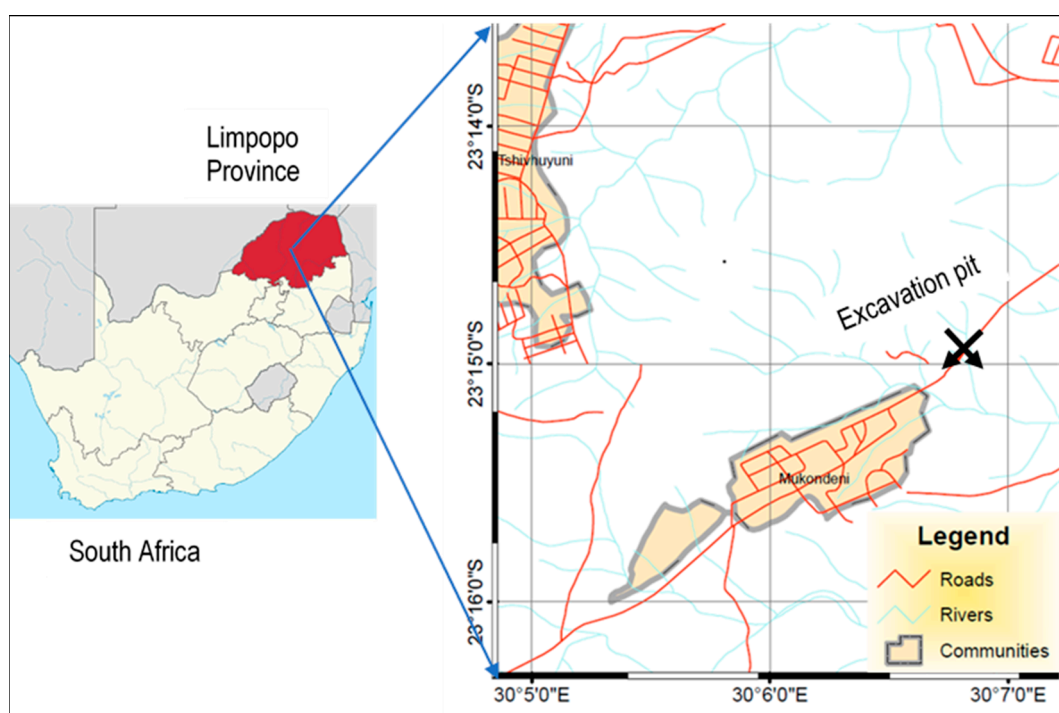 Limpopo
Province
South Africa
23°14'0"S
23°15'0"S
23°16'0"S
Tshivhuyuni
Excavation pit
Mukondeni
Legend
Roads
Rivers
Communities
30°5'0"E
30°6'0"E
30°7'0"E